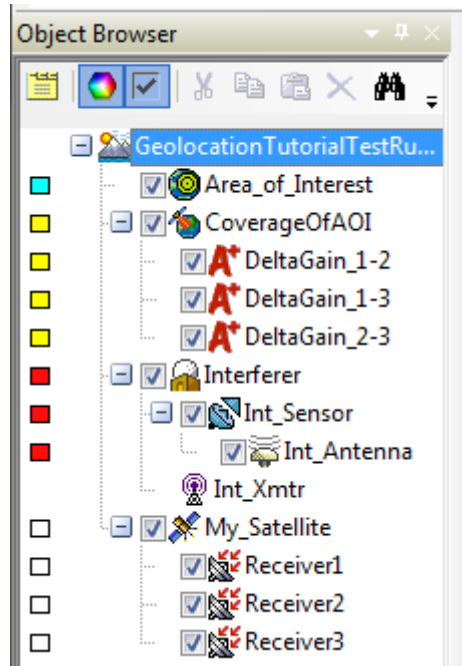 Object Browser
GeolocationTutorialTestRu...
Area_of_Interest
CoverageOfAOI
DeltaGain_1-2
DeltaGain_1-3
DeltaGain_2-3
Interferer
Int_Sensor
Int_Antenna
Int_Xmtr
My_Satellite
Receiver1
Receiver2
Receiver3